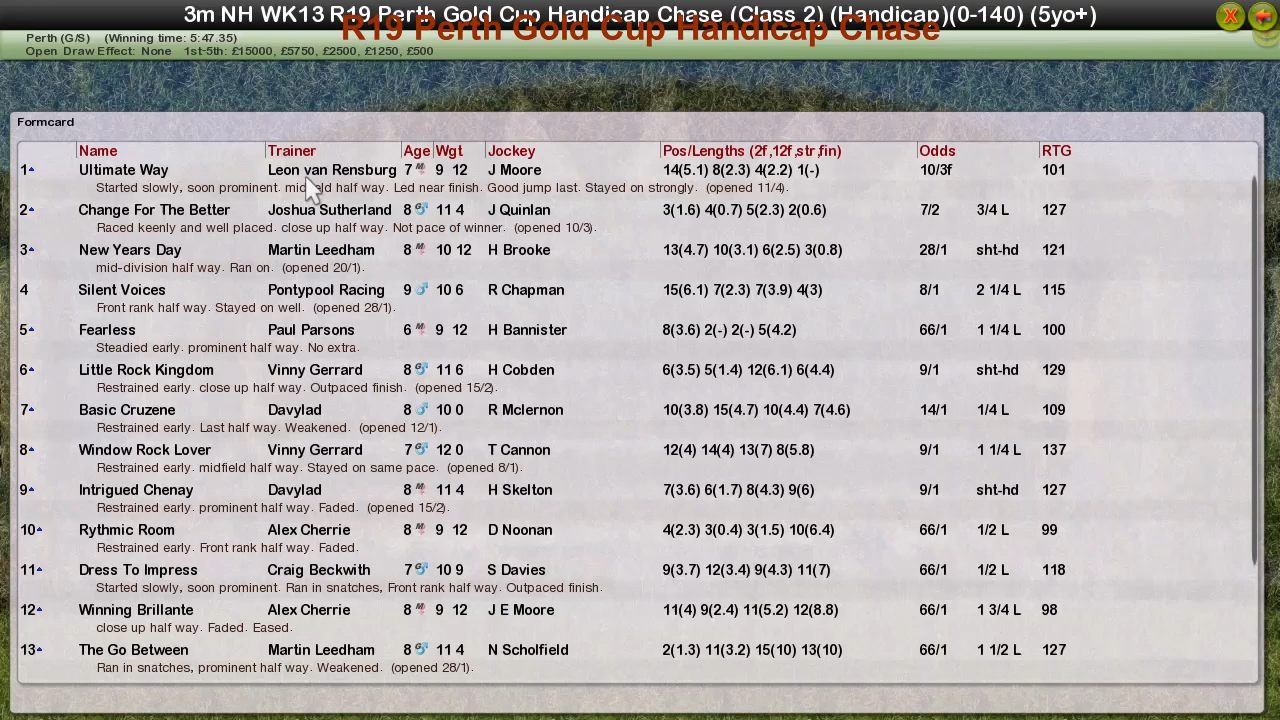 3m NH WK13 R19 Perth Gold Cup Handicap Chase (Class 2) (Handicap)(0-140) (5yo+)
R19 Perth Gold Cup Handicap Chase
Perth (G/S) (Winning time: 5:47.35)
Open Draw Effect: None 1st-5th: £15000, £5750, £2500, £1250, £500
Formcard
Name Trainer Age Wgt Jockey Pos/Lengths (2f,12f,str,fin) Odds RTG
1 Ultimate Way Leon van Rensburg 7 M 9 12 J Moore 14(5.1) 8(2.3) 4(2.2) 1(-) 10/3f 101
Started slowly, soon prominent. midfield half way. Led near finish. Good jump last. Stayed on strongly. (opened 11/4).
2 Change For The Better Joshua Sutherland 8 G 11 4 J Quinlan 3(1.6) 4(0.7) 5(2.3) 2(0.6) 7/2 3/4 L 127
Raced keenly and well placed. close up half way. Not pace of winner. (opened 10/3).
3 New Years Day Martin Leedham 8 M 10 12 H Brooke 13(4.7) 10(3.1) 6(2.5) 3(0.8) 28/1 sht-hd 121
mid-division half way. Ran on. (opened 20/1).
4 Silent Voices Pontypool Racing 9 G 10 6 R Chapman 15(6.1) 7(2.3) 7(3.9) 4(3) 8/1 2 1/4 L 115
Front rank half way. Stayed on well. (opened 28/1).
5 Fearless Paul Parsons 6 M 9 12 H Bannister 8(3.6) 2(-) 2(-) 5(4.2) 66/1 1 1/4 L 100
Steadied early. prominent half way. No extra.
6 Little Rock Kingdom Vinny Gerrard 8 G 11 6 H Cobden 6(3.5) 5(1.4) 12(6.1) 6(4.4) 9/1 sht-hd 129
Restrained early. close up half way. Outpaced finish. (opened 15/2).
7 Basic Cruzene Davylad 8 G 10 0 R Mclernon 10(3.8) 15(4.7) 10(4.4) 7(4.6) 14/1 1/4 L 109
Restrained early. Last half way. Weakened. (opened 12/1).
8 Window Rock Lover Vinny Gerrard 7 G 12 0 T Cannon 12(4) 14(4) 13(7) 8(5.8) 9/1 1 1/4 L 137
Restrained early. midfield half way. Stayed on same pace. (opened 8/1).
9 Intrigued Chenay Davylad 8 M 11 4 H Skelton 7(3.6) 6(1.7) 8(4.3) 9(6) 9/1 sht-hd 127
Restrained early. prominent half way. Faded. (opened 15/2).
10 Rythmic Room Alex Cherrie 8 M 9 12 D Noonan 4(2.3) 3(0.4) 3(1.5) 10(6.4) 66/1 1/2 L 99
Restrained early. Front rank half way. Faded.
11 Dress To Impress Craig Beckwith 7 G 10 9 S Davies 9(3.7) 12(3.4) 9(4.3) 11(7) 66/1 1/2 L 118
Started slowly, soon prominent. Ran in snatches, Front rank half way. Outpaced finish.
12 Winning Brillante Alex Cherrie 8 M 9 12 J E Moore 11(4) 9(2.4) 11(5.2) 12(8.8) 66/1 1 3/4 L 98
close up half way. Faded. Eased.
13 The Go Between Martin Leedham 8 G 11 4 N Scholfield 2(1.3) 11(3.2) 15(10) 13(10) 66/1 1 1/2 L 127
Ran in snatches, prominent half way. Weakened. (opened 28/1).